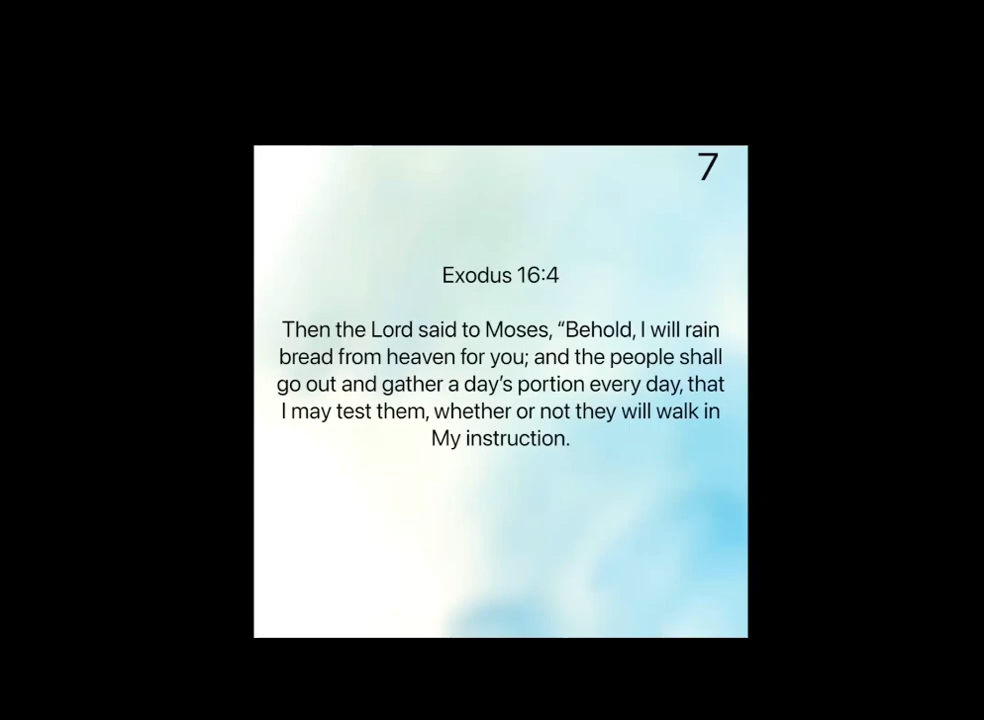 7
Exodus 16:4
Then the Lord said to Moses, “Behold, I will rain
bread from heaven for you; and the people shall
go out and gather a day’s portion every day, that
I may test them, whether or not they will walk in
My instruction.